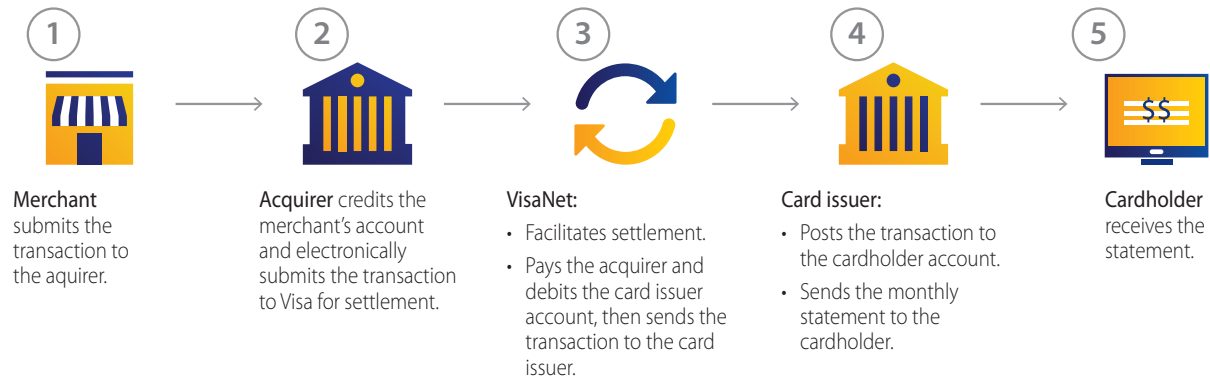 1
2
3
4
5
$$
Merchant
submits the
transaction to
the aquirer.
Acquirer credits the
merchant's account
and electronically
submits the transaction
to Visa for settlement.
VisaNet:
• Facilitates settlement.
• Pays the acquirer and
debits the card issuer
account, then sends the
transaction to the card
issuer.
Card issuer:
• Posts the transaction to
the cardholder account.
• Sends the monthly
statement to the
cardholder.
Cardholder
receives the
statement.